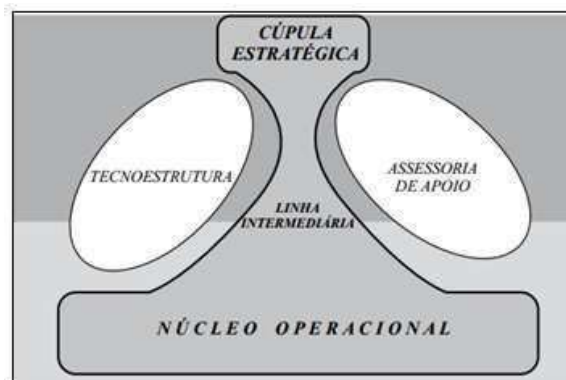 CÚPULA
ESTRATÉGICA
TECNOESTRUTURA
ASSESSORIA
DE APOIO
LINHA
INTERMEDIÁRIA
NÚCLEO OPERACIONAL